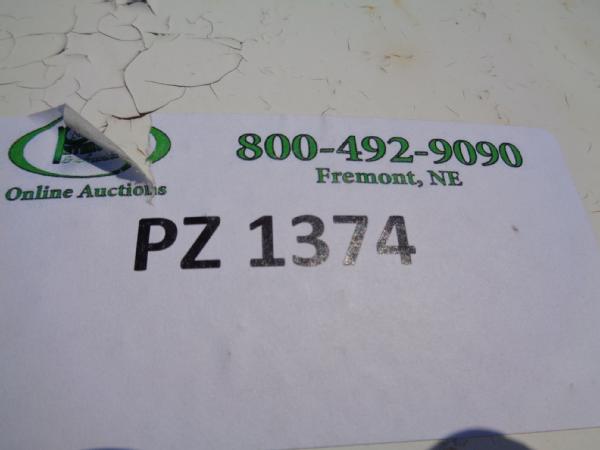 800-492-9090
Fremont, NE
Online Auctions
PZ 1374